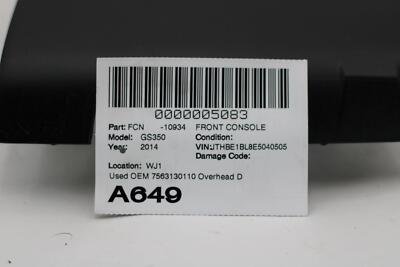 0000005083
Part: FCN -10934 FRONT CONSOLE
Model: GS350 Condition:
Year: 2014 VIN:JTHBE1BL8E5040505
Damage Code:
Location: WJ1
Used OEM 7563130110 Overhead D
A649